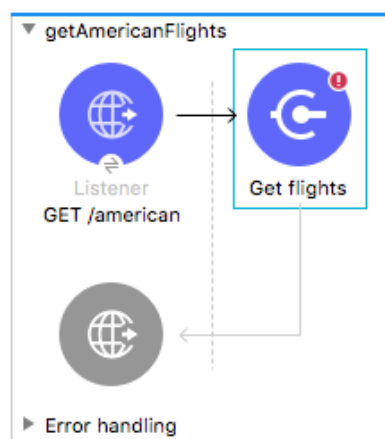 getAmericanFlights
Listener
GET /american
Get flights
Error handling